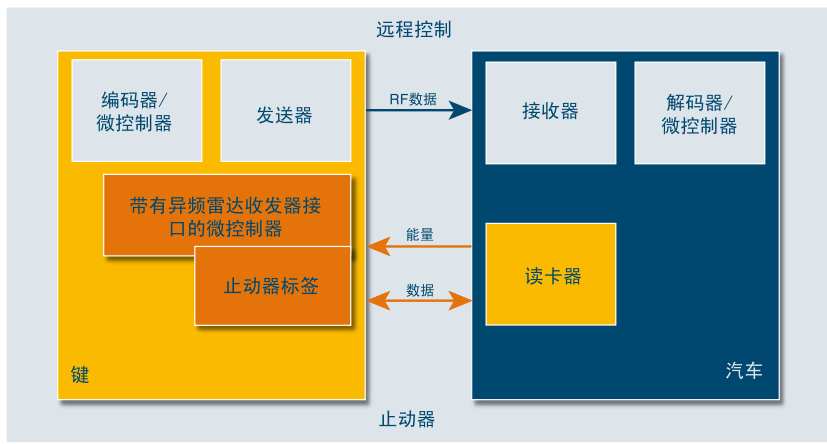 远程控制
编码器/
微控制器
发送器
RF数据
接收器
解码器/
微控制器
带有异频雷达收发器接
口的微控制器
能量
止动器标签
读卡器
数据
键
汽车
止动器